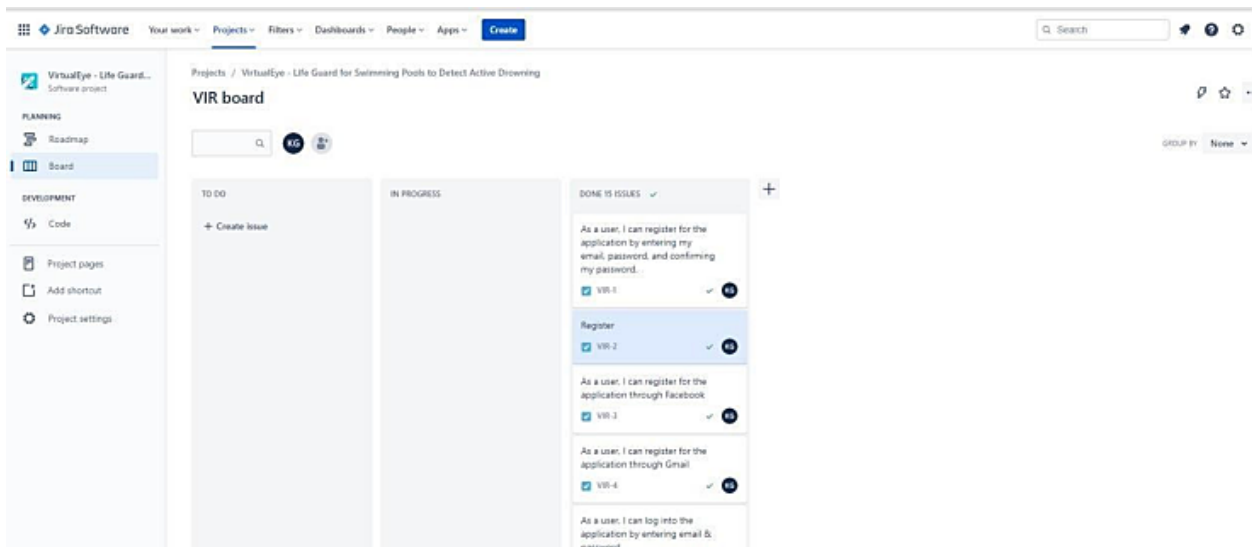 Jira Software Your work Projects Filters Dashboards People Apps Create Search
VirtualEye - Life Guard...
Software project
PLANNING
Roadmap
Board
DEVELOPMENT
Code
Project pages
Add shortcut
Project settings
Projects / VirtualEye - Life Guard for Swimming Pools to Detect Active Drowning
VIR board
KG
GROUP BY None
TO DO
+ Create issue
IN PROGRESS
DONE 15 ISSUES
As a user, I can register for the
application by entering my
email, password, and confirming
my password.
VIR-1 KG
Register
VIR-2 KG
As a user, I can register for the
application through Facebook
VIR-3 KG
As a user, I can register for the
application through Gmail
VIR-4 KG
As a user, I can log into the
application by entering email &
password